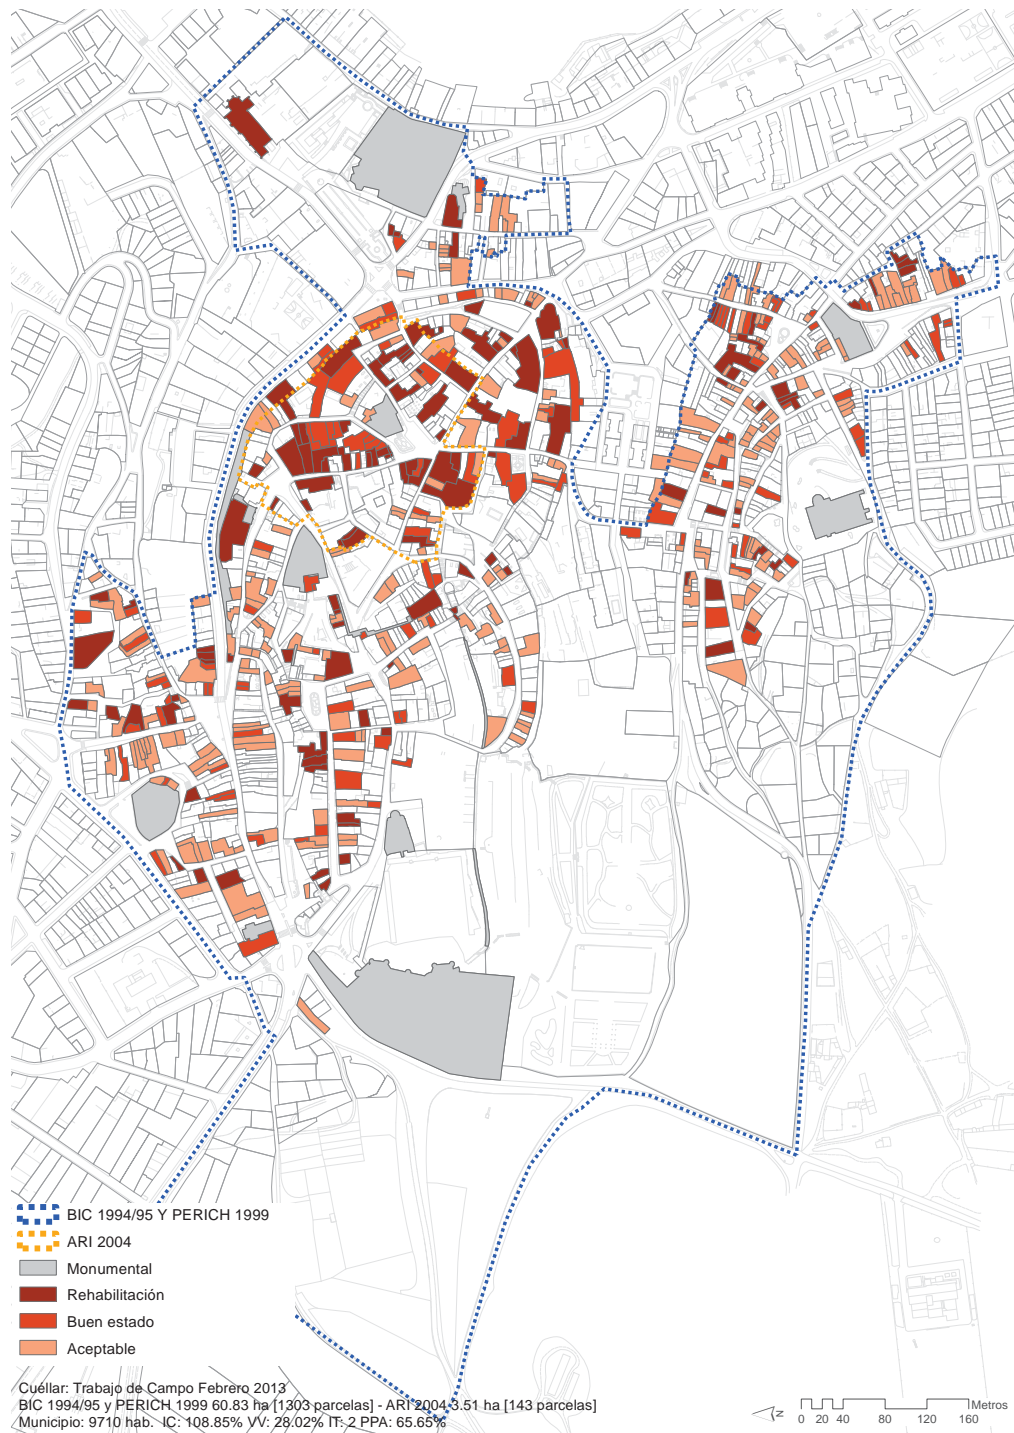 BIC 1994/95 Y PERICH 1999
ARI 2004
Monumental
Rehabilitación
Buen estado
Aceptable
Cuéllar: Trabajo de Campo Febrero 2013
BIC 1994/95 y PERICH 1999 60.83 ha [1303 parcelas] - ARI 2004 3.51 ha [143 parcelas]
Municipio: 9710 hab. IC: 108.85% VV: 28.02% IT: 2 PPA: 65.65%
N
Metros
0 20 40 80 120 160